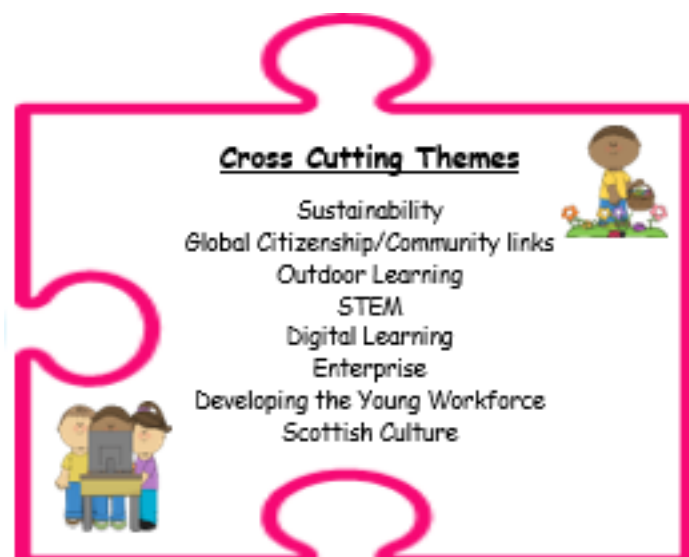 Cross Cutting Themes
Sustainability
Global Citizenship/Community links
Outdoor Learning
STEM
Digital Learning
Enterprise
Developing the Young Workforce
Scottish Culture